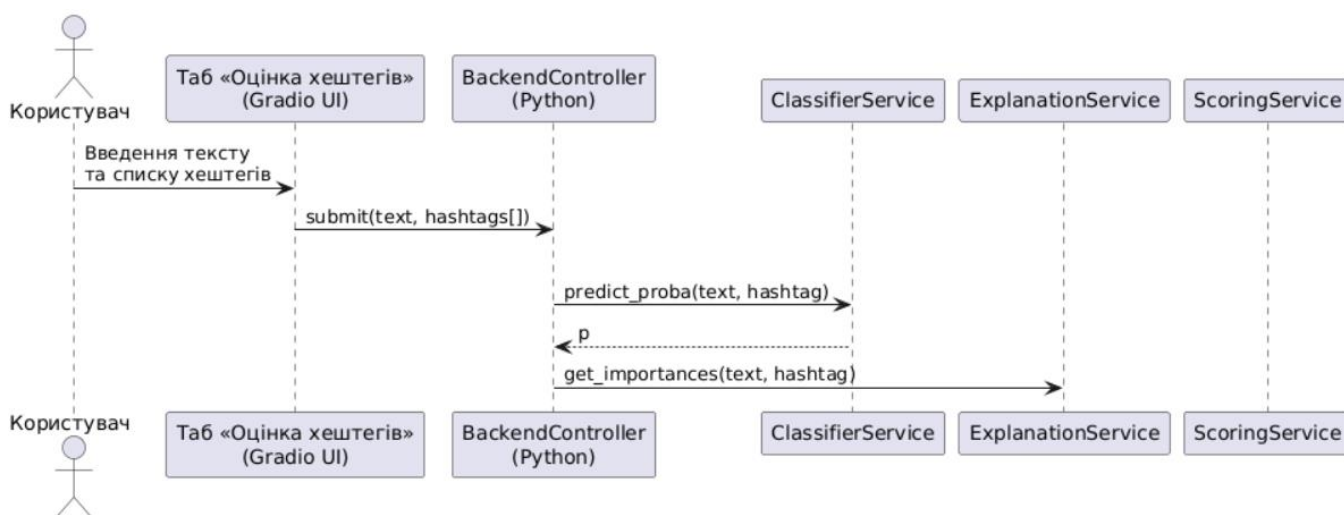 Користувач
Таб «Оцінка хештегів»
(Gradio UI)
BackendController
(Python)
ClassifierService
ExplanationService
ScoringService
Введення тексту
та списку хештегів
submit(text, hashtags[])
predict_proba(text, hashtag)
p
get_importances(text, hashtag)
Користувач
Таб «Оцінка хештегів»
(Gradio UI)
BackendController
(Python)
ClassifierService
ExplanationService
ScoringService